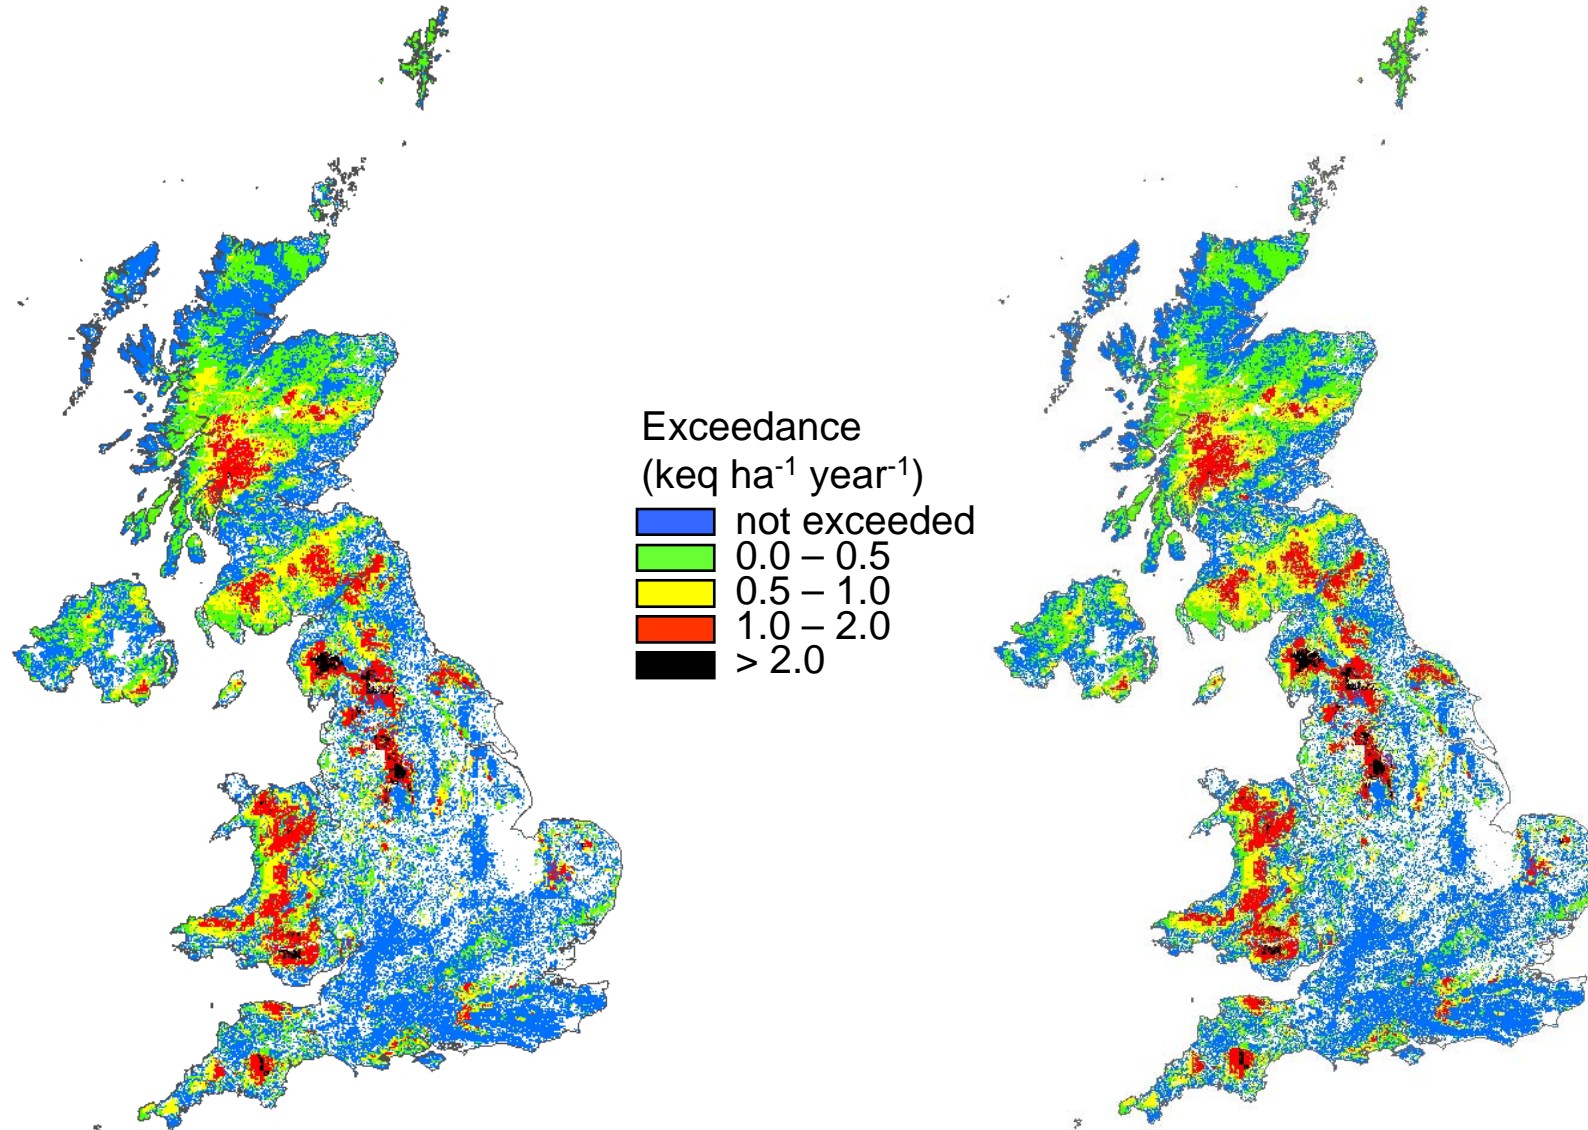 Exceedance
(keq ha⁻¹ year⁻¹)
not exceeded
0.0 – 0.5
0.5 – 1.0
1.0 – 2.0
> 2.0